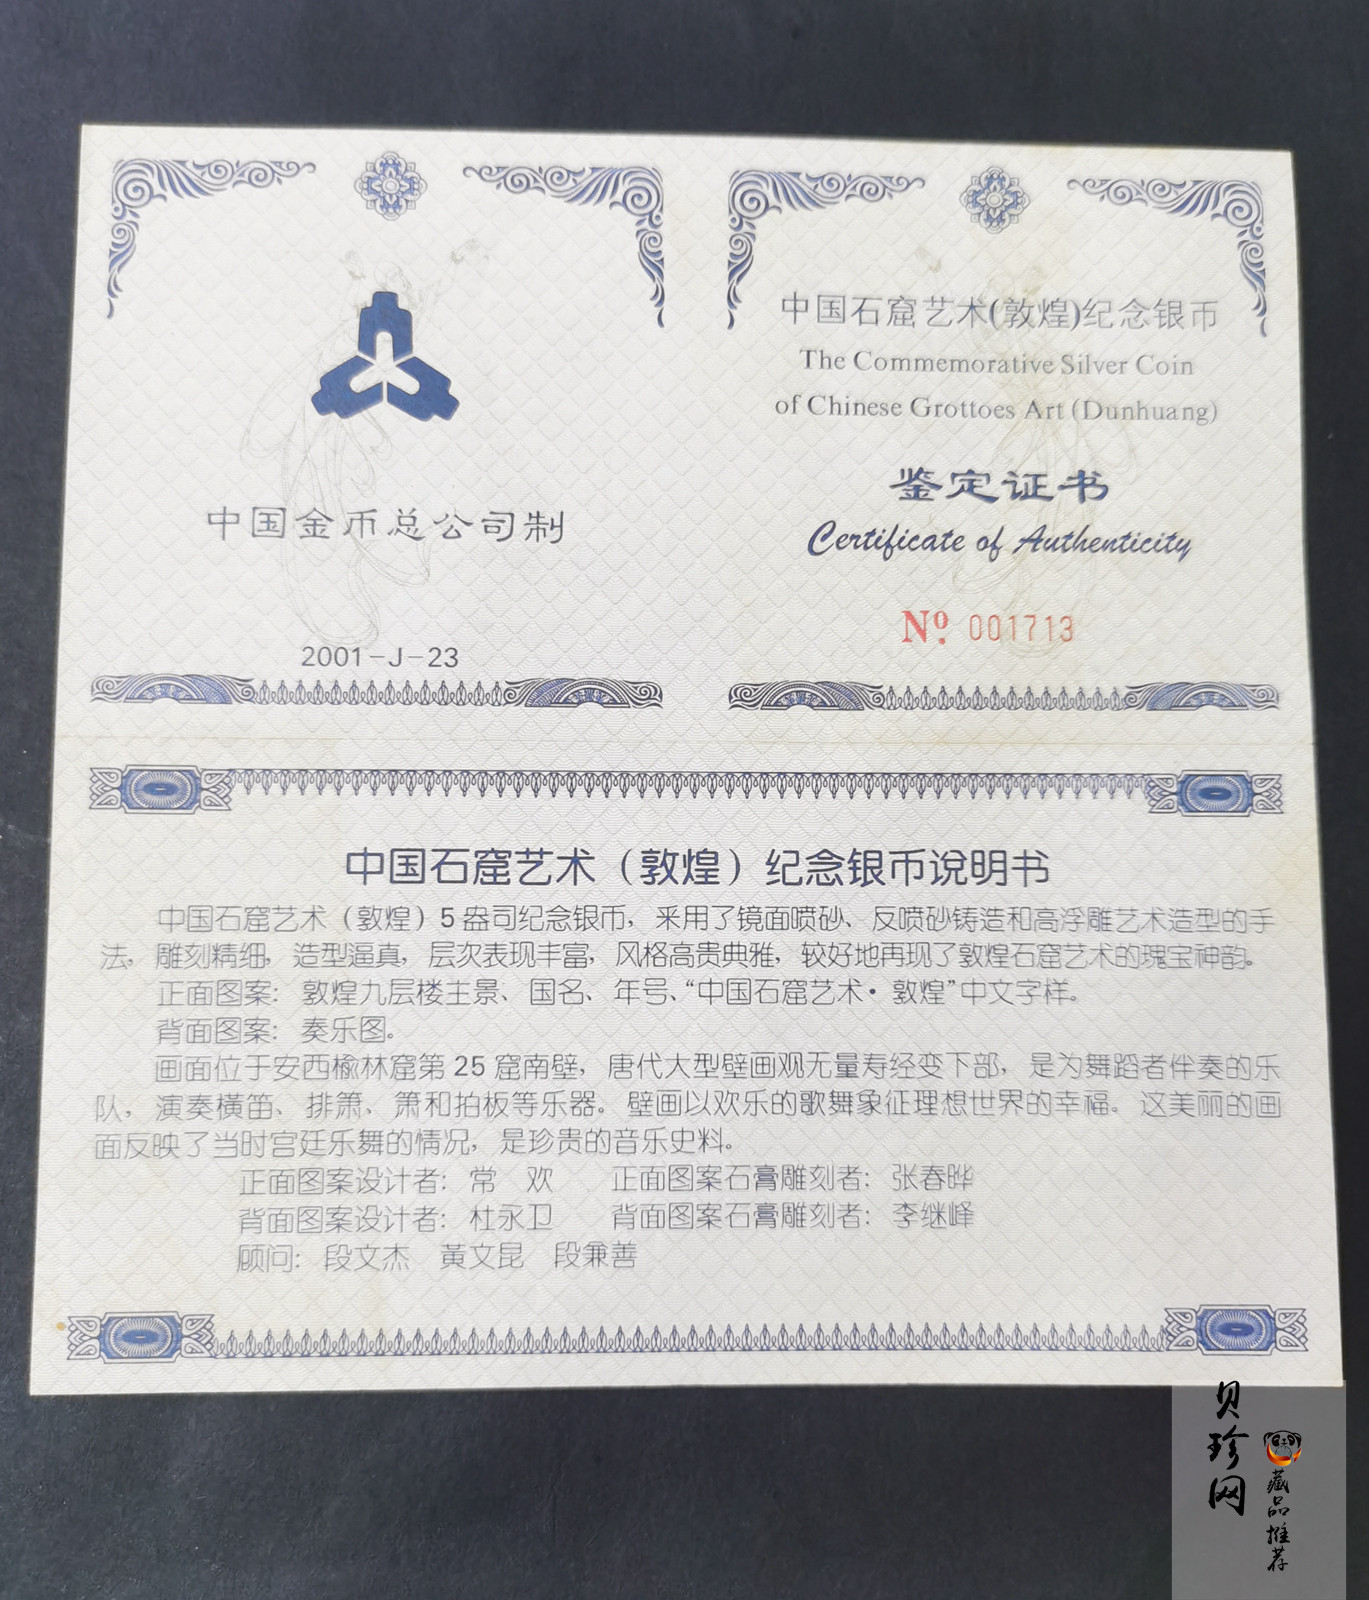 中国金币总公司制
2001-J-23
中国石窟艺术(敦煌)纪念银币
The Commemorative Silver Coin
of Chinese Grottoes Art (Dunhuang)
鉴定证书
Certificate of Authenticity
Nº. 001713
中国石窟艺术（敦煌）纪念银币说明书
中国石窟艺术（敦煌）5盎司纪念银币，采用了镜面喷砂、反喷砂铸造和高浮雕艺术造型的手
法，雕刻精细，造型逼真，层次表现丰富，风格高贵典雅，较好地再现了敦煌石窟艺术的瑰宝神韵。
正面图案：敦煌九层楼主景、国名、年号、“中国石窟艺术·敦煌”中文字样。
背面图案：奏乐图。
画面位于安西榆林窟第25窟南壁，唐代大型壁画观无量寿经变下部，是为舞蹈者伴奏的乐
队，演奏横笛、排箫、箫和拍板等乐器。壁画以欢乐的歌舞象征理想世界的幸福。这美丽的画
面反映了当时宫廷乐舞的情况，是珍贵的音乐史料。
正面图案设计者：常 欢 正面图案石膏雕刻者：张春晔
背面图案设计者：杜永卫 背面图案石膏雕刻者：李继峰
顾问：段文杰 黄文昆 段兼善
贝珍网
藏品推荐